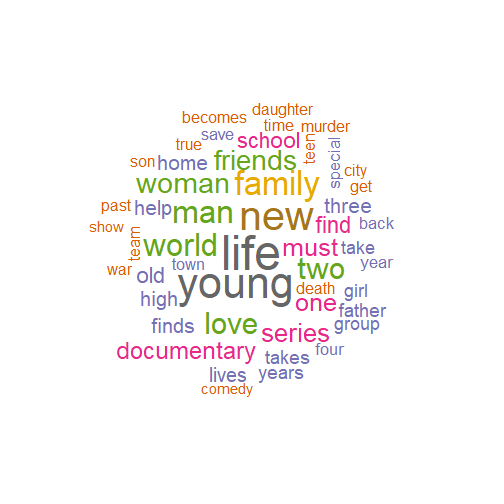 daughter
becomes time murder
true save school teen special
son home friends city
woman family get
past help man new find three
show team world life must take back
war town young two year
old death girl
high one father
finds love series group
documentary takes four
lives years
comedy